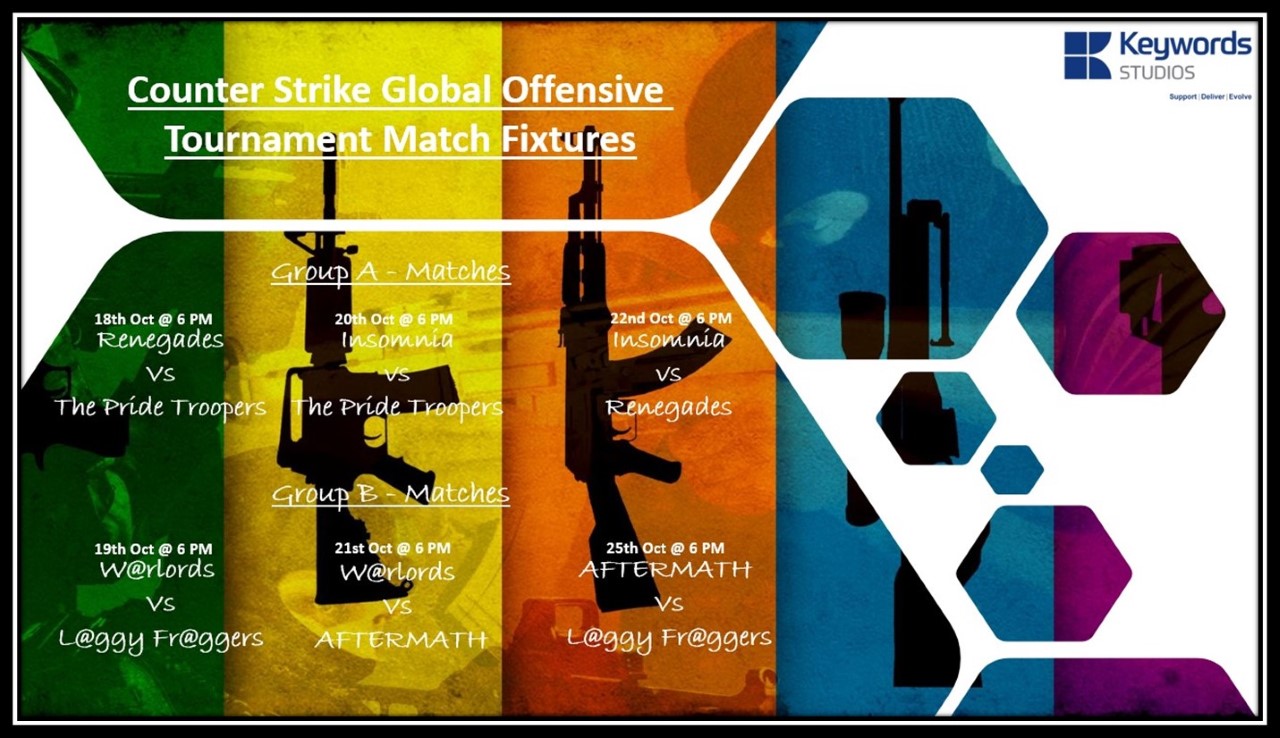 Keywords
STUDIOS
Support | Deliver | Evolve
Counter Strike Global Offensive
Tournament Match Fixtures
Group A - Matches
18th Oct @ 6 PM
Renegades
VS
The Pride Troopers
20th Oct @ 6 PM
Insomnia
VS
The Pride Troopers
22nd Oct @ 6 PM
Insomnia
VS
Renegades
Group B - Matches
19th Oct @ 6 PM
W@rlords
VS
L@ggy Fr@ggers
21st Oct @ 6 PM
W@rlords
VS
AFTERMATH
25th Oct @ 6 PM
AFTERMATH
VS
L@ggy Fr@ggers